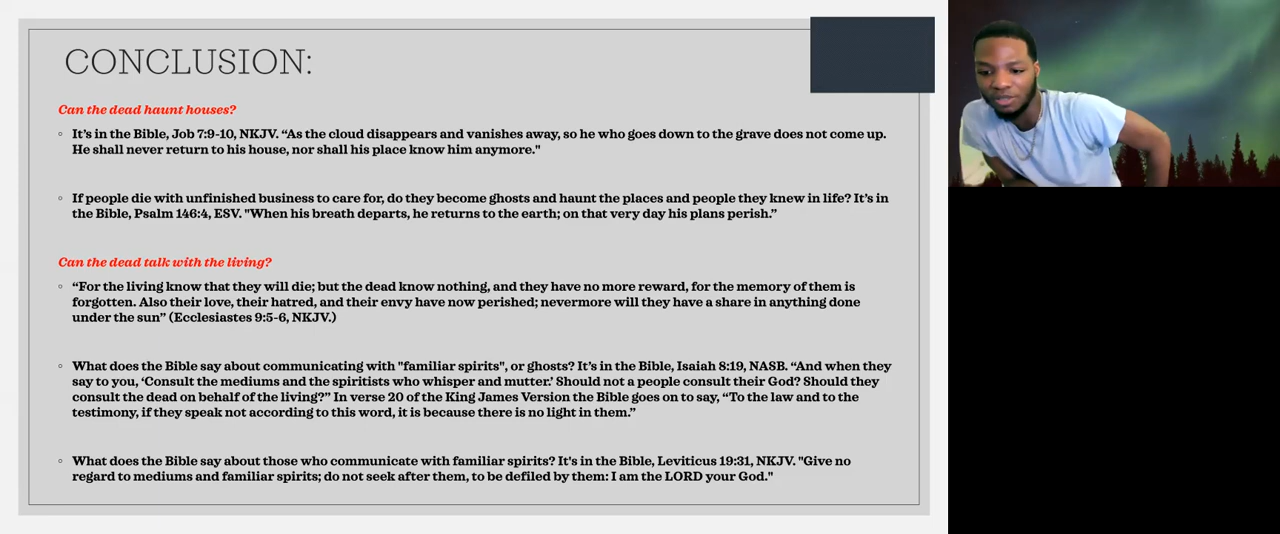 CONCLUSION:
Can the dead haunt houses?
It’s in the Bible, Job 7:9-10, NKJV. “As the cloud disappears and vanishes away, so he who goes down to the grave does not come up.
He shall never return to his house, nor shall his place know him anymore."
If people die with unfinished business to care for, do they become ghosts and haunt the places and people they knew in life? It’s in
the Bible, Psalm 146:4, ESV. "When his breath departs, he returns to the earth; on that very day his plans perish.”
Can the dead talk with the living?
“For the living know that they will die; but the dead know nothing, and they have no more reward, for the memory of them is
forgotten. Also their love, their hatred, and their envy have now perished; nevermore will they have a share in anything done
under the sun” (Ecclesiastes 9:5-6, NKJV.)
What does the Bible say about communicating with "familiar spirits", or ghosts? It’s in the Bible, Isaiah 8:19, NASB. “And when they
say to you, ‘Consult the mediums and the spiritists who whisper and mutter.’ Should not a people consult their God? Should they
consult the dead on behalf of the living?” In verse 20 of the King James Version the Bible goes on to say, “To the law and to the
testimony, if they speak not according to this word, it is because there is no light in them.”
What does the Bible say about those who communicate with familiar spirits? It's in the Bible, Leviticus 19:31, NKJV. "Give no
regard to mediums and familiar spirits; do not seek after them, to be defiled by them: I am the LORD your God."